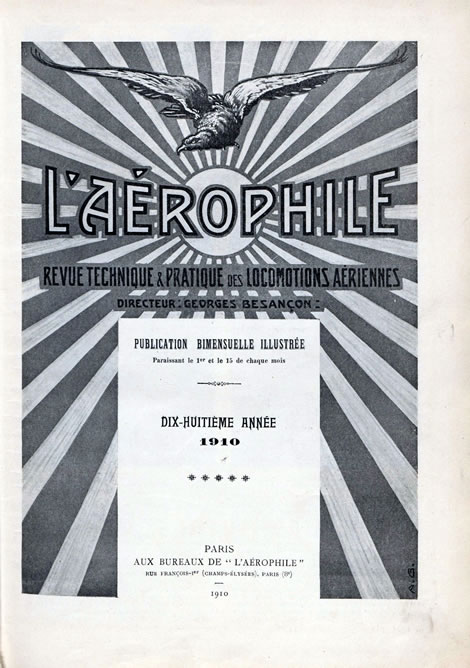 L'AÉROPHILE
REVUE TECHNIQUE & PRATIQUE DES LOCOMOTIONS AÉRIENNES
DIRECTEUR: GEORGES BESANÇON:
PUBLICATION BIMENSUELLE ILLUSTRÉE
Paraissant le 1er et le 15 de chaque mois
DIX-HUITIÈME ANNÉE
1910
PARIS
AUX BUREAUX DE "L'AÉROPHILE"
RUE FRANÇOIS-Ier (CHAMPS-ÉLYSÉES), PARIS (8e)
1910